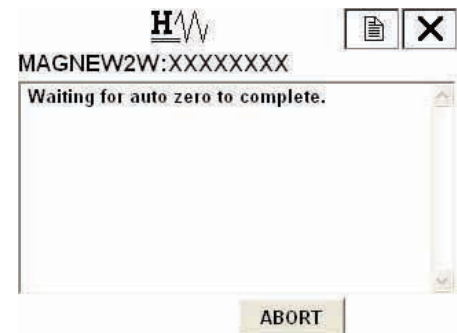 H
MAGNEW2W:XXXXXXXX
Waiting for auto zero to complete.
ABORT